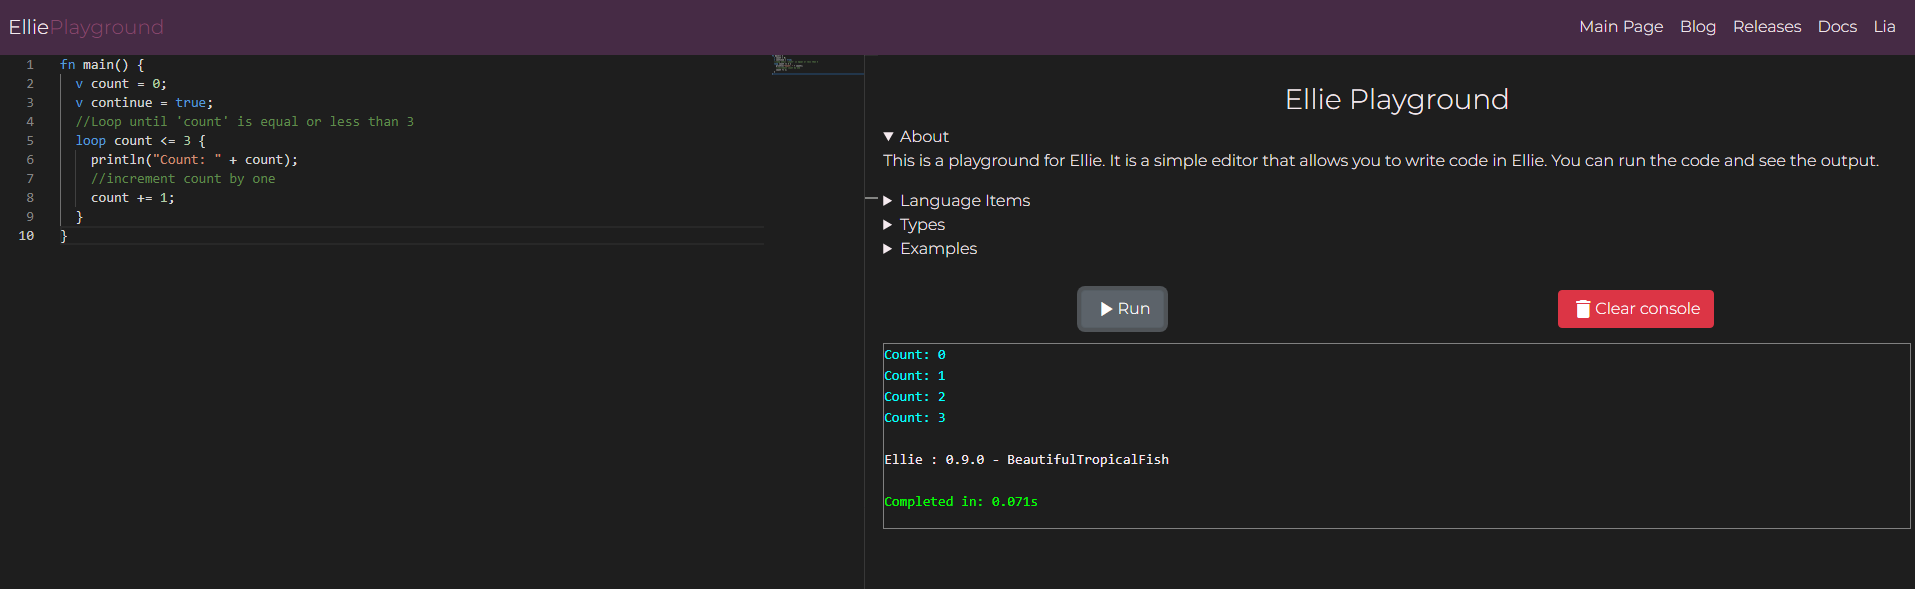 ElliePlayground
Main Page Blog Releases Docs Lia
1 fn main() {
2 v count = 0;
3 v continue = true;
4 //Loop until 'count' is equal or less than 3
5 loop count <= 3 {
6 println("Count: " + count);
7 //increment count by one
8 count += 1;
9 }
10 }
Ellie Playground
▼ About
This is a playground for Ellie. It is a simple editor that allows you to write code in Ellie. You can run the code and see the output.
▶ Language Items
▶ Types
▶ Examples
Run
Clear console
Count: 0
Count: 1
Count: 2
Count: 3
Ellie : 0.9.0 - BeautifulTropicalFish
Completed in: 0.071s